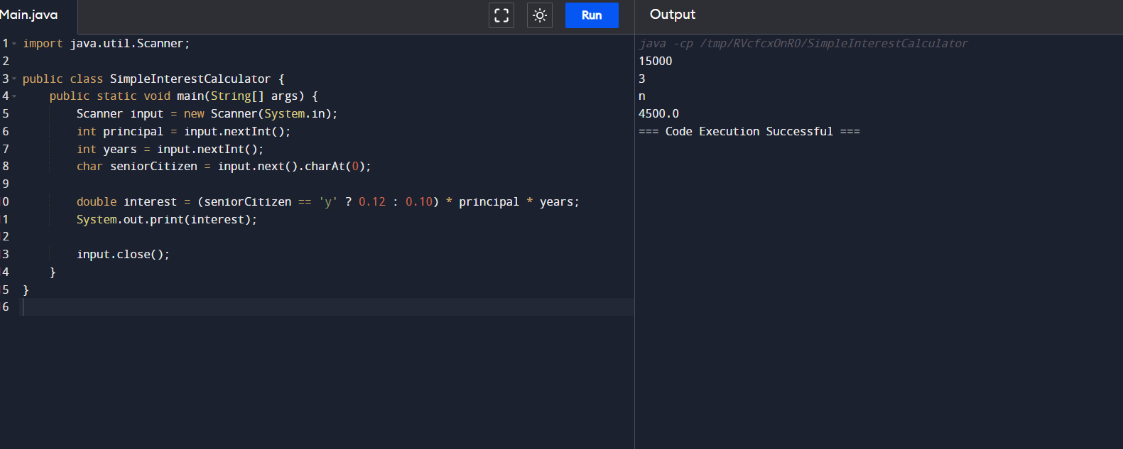 Main.java
Run
Output
1 import java.util.Scanner;
2
3 public class SimpleInterestCalculator {
4 public static void main(String[] args) {
5 Scanner input = new Scanner(System.in);
6 int principal = input.nextInt();
7 int years = input.nextInt();
8 char seniorCitizen = input.next().charAt(0);
9
0 double interest = (seniorCitizen == 'y' ? 0.12 : 0.10) * principal * years;
1 System.out.print(interest);
2
3 input.close();
4 }
5 }
6
java -cp /tmp/RVcfcxOnRO/SimpleInterestCalculator
15000
3
n
4500.0
=== Code Execution Successful ===